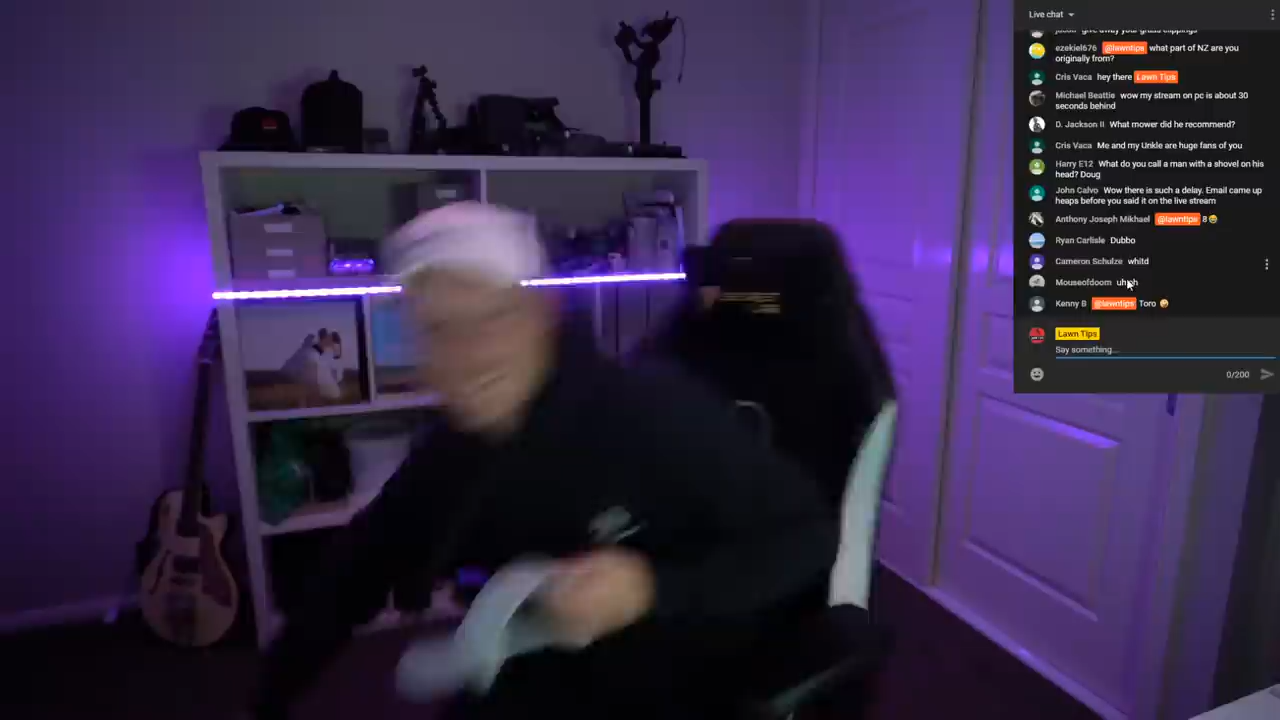 Live chat
give away your grass clippings
ezekiel676 @lawntips what part of NZ are you
originally from?
Cris Vaca hey there Lawn Tips
Michael Beattie wow my stream on pc is about 30
seconds behind
D. Jackson II What mower did he recommend?
Cris Vaca Me and my Unkle are huge fans of you
Harry E12 What do you call a man with a shovel on his
head? Doug
John Calvo Wow there is such a delay. Email came up
heaps before you said it on the live stream
Anthony Joseph Mikhael @lawntips 8
Ryan Carlisle Dubbo
Cameron Schulze whitd
Mouseofdoom
Kenny B @lawntips Toro
Lawn Tips
Say something...
0/200